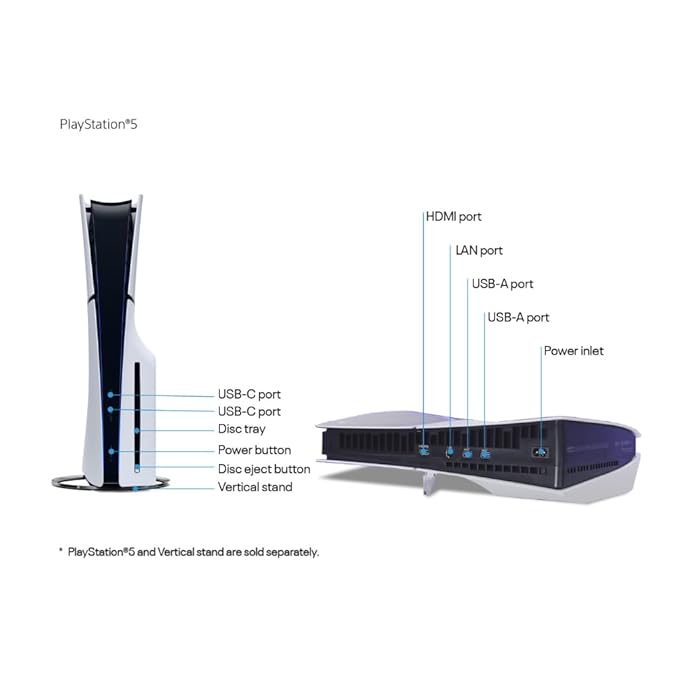 PlayStation®5
HDMI port
LAN port
USB-A port
USB-A port
Power inlet
USB-C port
USB-C port
Disc tray
Power button
Disc eject button
Vertical stand
* PlayStation®5 and Vertical stand are sold separately.